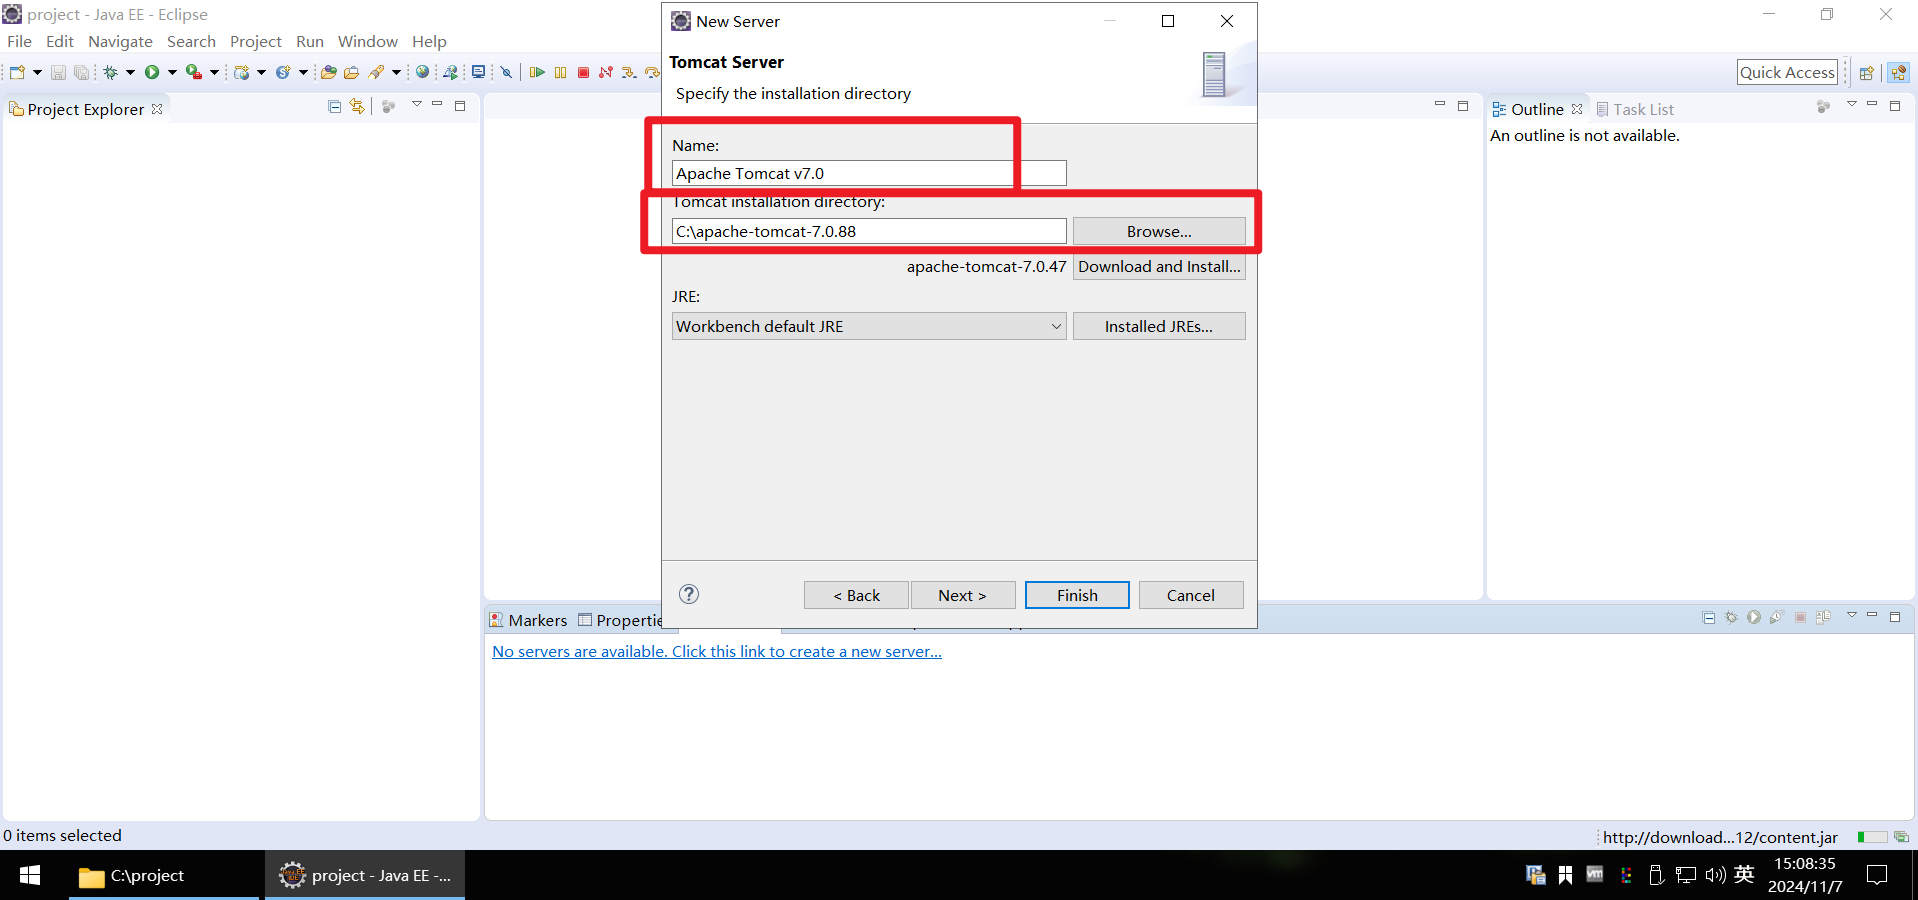 project - Java EE - Eclipse
File Edit Navigate Search Project Run Window Help
Quick Access
Project Explorer
Outline
Task List
An outline is not available.
New Server
Tomcat Server
Specify the installation directory
Name:
Apache Tomcat v7.0
Tomcat installation directory:
C:\apache-tomcat-7.0.88
Browse...
apache-tomcat-7.0.47
Download and Install...
JRE:
Workbench default JRE
Installed JREs...
< Back
Next >
Finish
Cancel
Markers
Propertie
No servers are available. Click this link to create a new server...
0 items selected
http://download...12/content.jar
C:\project
project - Java EE -...
vm
英
15:08:35
2024/11/7